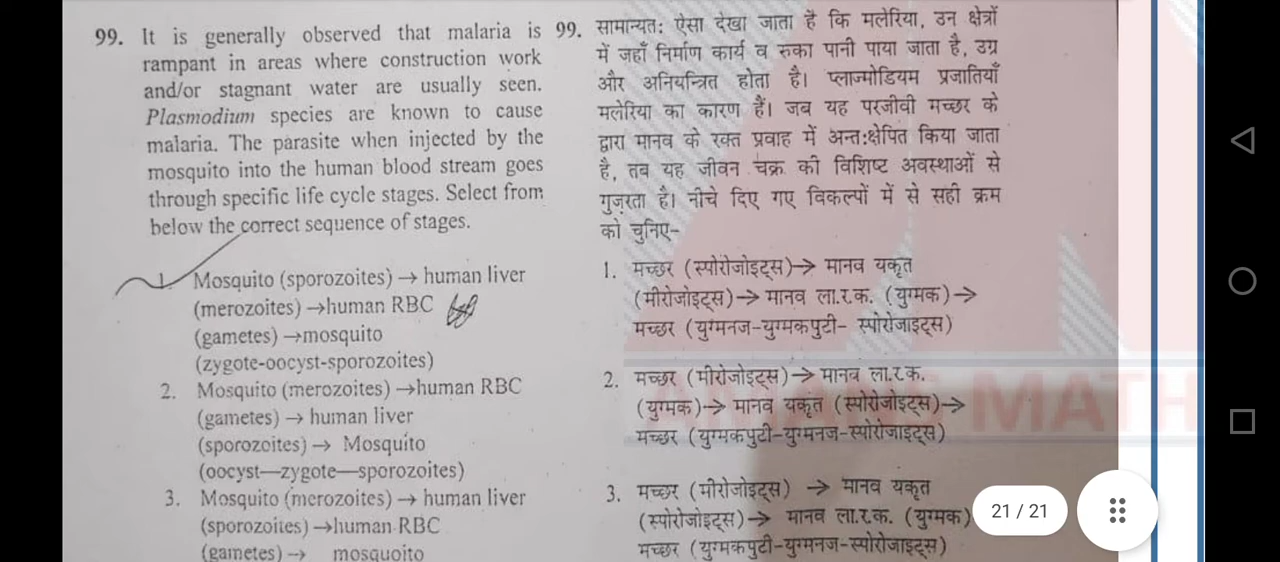 99. It is generally observed that malaria is
rampant in areas where construction work
and/or stagnant water are usually seen.
Plasmodium species are known to cause
malaria. The parasite when injected by the
mosquito into the human blood stream goes
through specific life cycle stages. Select from
below the correct sequence of stages.
1. Mosquito (sporozoites) → human liver
(merozoites) →human RBC
(gametes) →mosquito
(zygote-oocyst-sporozoites)
2. Mosquito (merozoites) →human RBC
(gametes) → human liver
(sporozoites) → Mosquito
(oocyst—zygote—sporozoites)
3. Mosquito (merozoites) → human liver
(sporozoites) →human RBC
(gametes) → mosquoito
99. सामान्यतः ऐसा देखा जाता है कि मलेरिया, उन क्षेत्रों
में जहाँ निर्माण कार्य व रुका पानी पाया जाता है, उग्र
और अनियन्त्रित होता है। प्लाज्मोडियम प्रजातियाँ
मलेरिया का कारण हैं। जब यह परजीवी मच्छर के
द्वारा मानव के रक्त प्रवाह में अन्तःक्षेपित किया जाता
है, तब यह जीवन चक्र की विशिष्ट अवस्थाओं से
गुज़रता है। नीचे दिए गए विकल्पों में से सही क्रम
को चुनिए-
1. मच्छर (स्पोरोजोइट्स)→ मानव यकृत
(मीरोजोइट्स)→ मानव ला.र.क. (युग्मक)→
मच्छर (युग्मनज-युग्मकपुटी- स्पोरोजाइट्स)
2. मच्छर (मीरोजोइट्स)→ मानव ला.र.क.
(युग्मक)→ मानव यकृत (स्पोरोजोइट्स)→
मच्छर (युग्मकपुटी-युग्मनज-स्पोरोजाइट्स)
3. मच्छर (मीरोजोइट्स) → मानव यकृत
(स्पोरोजोइट्स)→ मानव ला.र.क. (युग्मक)
मच्छर (युग्मकपुटी-युग्मनज-स्पोरोजाइट्स)
MATH
21 / 21